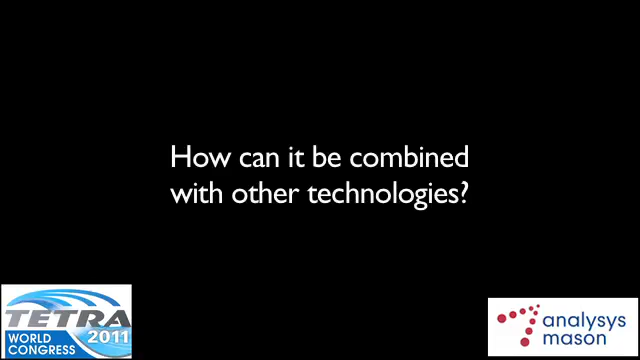 How can it be combined
with other technologies?
TETRA
WORLD 2011
CONGRESS
analysys
mason